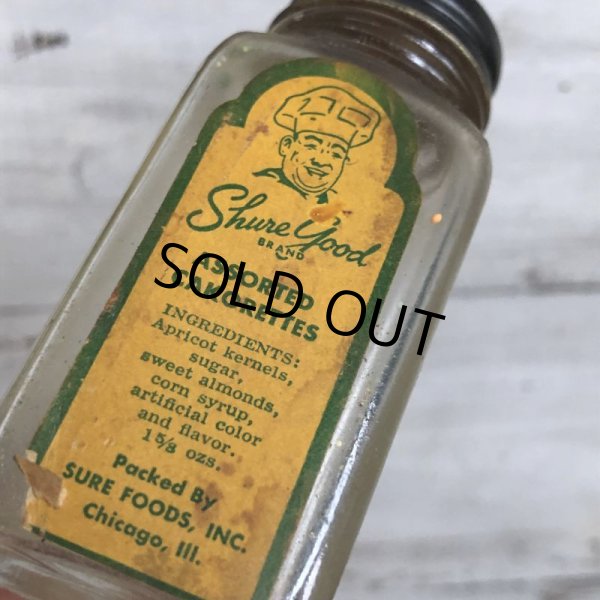 Shure Good
BRAND
ASSORTED
SOLD OUT
INGREDIENTS:
Apricot kernels,
sugar,
sweet almonds,
corn syrup,
artificial color
and flavor.
1⅝ ozs.
Packed By
SURE FOODS, INC.
Chicago, Ill.